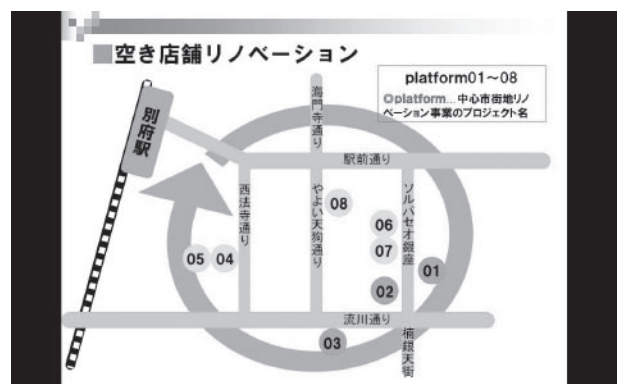 ■空き店舗リノベーション
platform01～08
○platform…中心市街地リノ
ベーション事業のプロジェクト名
別府駅
海門寺通り
駅前通り
西法寺通り
やよい天狗通り
ソルパセオ銀座
08
06
07
05
04
01
02
流川通り
03
楠銀天街